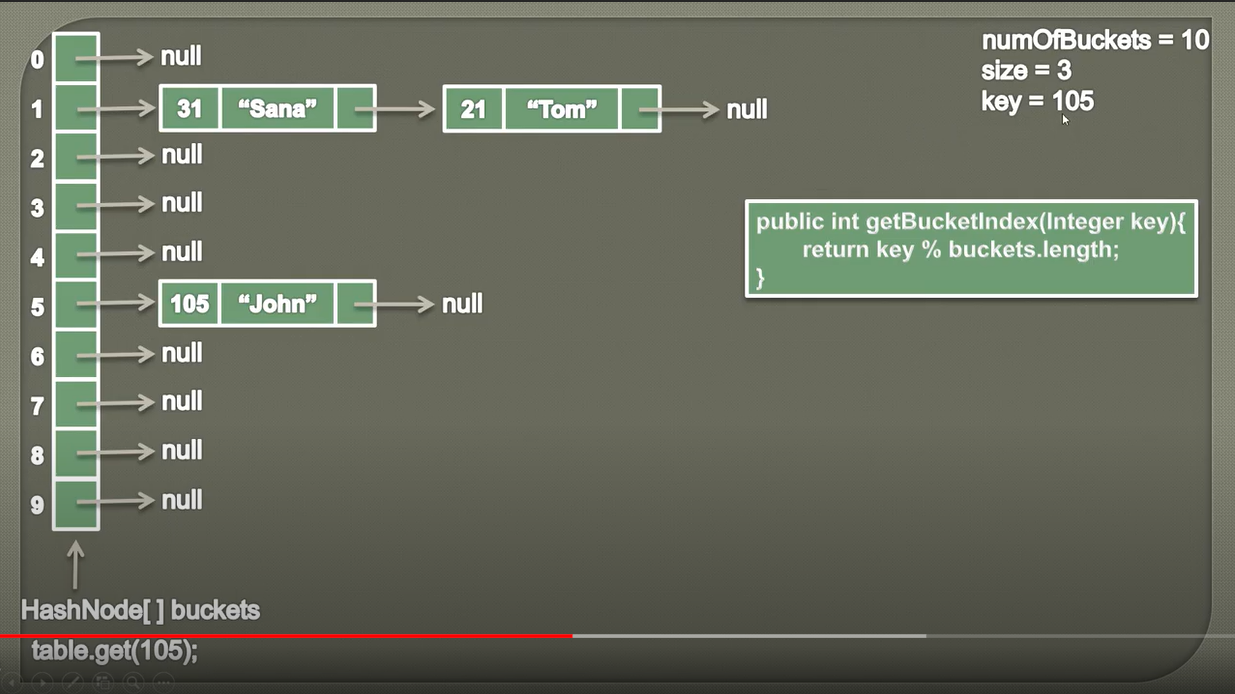 numOfBuckets = 10
size = 3
key = 105
0 null
1 31 “Sana” 21 “Tom” null
2 null
3 null
4 null
5 105 “John” null
6 null
7 null
8 null
9 null
public int getBucketIndex(Integer key){
return key % buckets.length;
}
HashNode[ ] buckets
table.get(105);